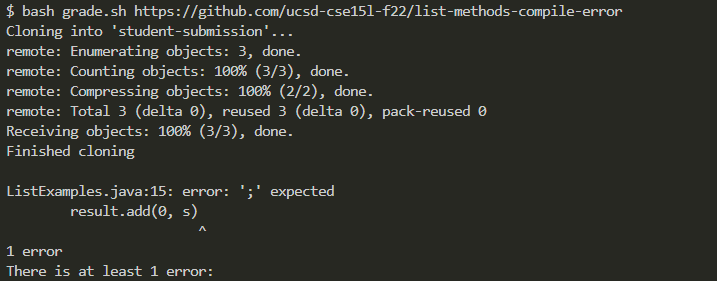 $ bash grade.sh https://github.com/ucsd-cse15l-f22/list-methods-compile-error
Cloning into 'student-submission'...
remote: Enumerating objects: 3, done.
remote: Counting objects: 100% (3/3), done.
remote: Compressing objects: 100% (2/2), done.
remote: Total 3 (delta 0), reused 3 (delta 0), pack-reused 0
Receiving objects: 100% (3/3), done.
Finished cloning

ListExamples.java:15: error: ';' expected
        result.add(0, s)
                        ^
1 error
There is at least 1 error: